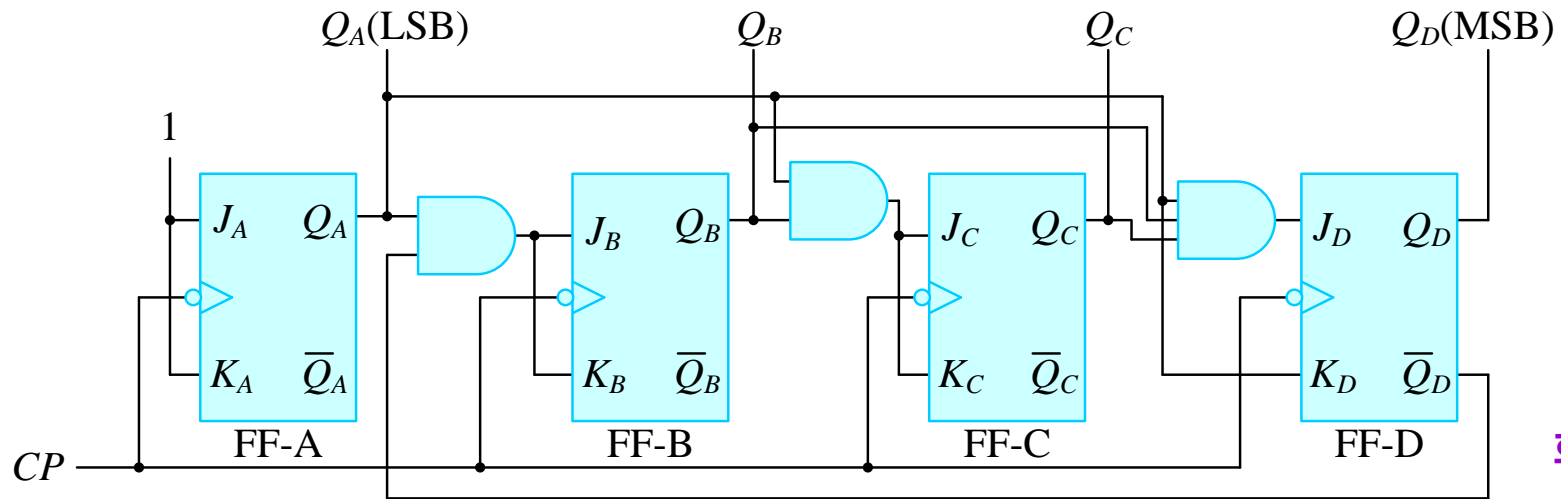 Q_A(LSB) Q_B Q_C Q_D(MSB)
1
J_A Q_A J_B Q_B J_C Q_C J_D Q_D
K_A Q̅_A K_B Q̅_B K_C Q̅_C K_D Q̅_D
FF-A FF-B FF-C FF-D
CP